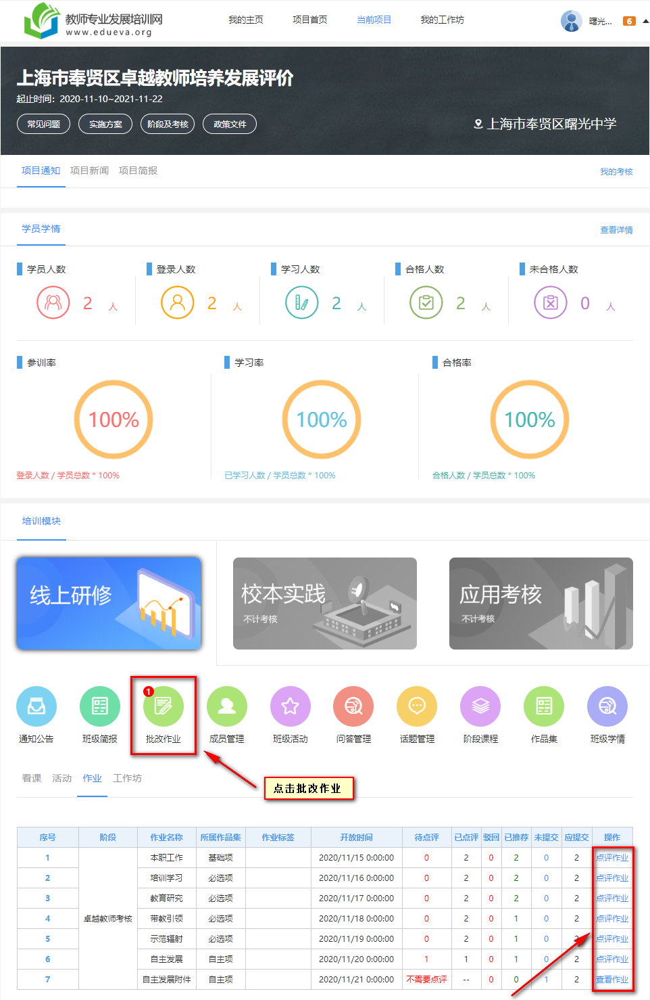 教师专业发展培训网
www.edueva.org
我的主页 项目首页 当前项目 我的工作坊 曙光... 6
上海市奉贤区卓越教师培养发展评价
起止时间：2020-11-10~2021-11-22
常见问题 实施方案 阶段及考核 政策文件
上海市奉贤区曙光中学
项目通知 项目新闻 项目简报 我的考核
学员学情 查看详情
学员人数 登录人数 学习人数 合格人数 未合格人数
2 人 2 人 2 人 2 人 0 人
参训率 学习率 合格率
100% 100% 100%
登录人数 / 学员总数 * 100% 已学习人数 / 学员总数 * 100% 合格人数 / 学员总数 * 100%
培训模块
线上研修 校本实践 应用考核
不计考核 不计考核
1
通知公告 班级简报 批改作业 成员管理 班级活动 问答管理 话题管理 阶段课程 作品集 班级学情
看课 活动 作业 工作坊
点击批改作业
序号 阶段 作业名称 所属作品集 作业标签 开放时间 待点评 已点评 驳回 已推荐 未提交 应提交 操作
1 本职工作 基础项 2020/11/15 0:00:00 0 2 0 2 0 2 点评作业
2 培训学习 必选项 2020/11/16 0:00:00 0 2 0 2 0 2 点评作业
3 教育研究 必选项 2020/11/17 0:00:00 0 2 0 2 0 2 点评作业
4 卓越教师考核 带教引领 必选项 2020/11/18 0:00:00 0 2 0 1 0 2 点评作业
5 示范辐射 必选项 2020/11/19 0:00:00 0 2 0 1 0 2 点评作业
6 自主发展 自主项 2020/11/20 0:00:00 1 1 0 1 0 2 点评作业
7 自主发展附件 自主项 2020/11/21 0:00:00 不需要点评 -- 0 0 1 2 查看作业